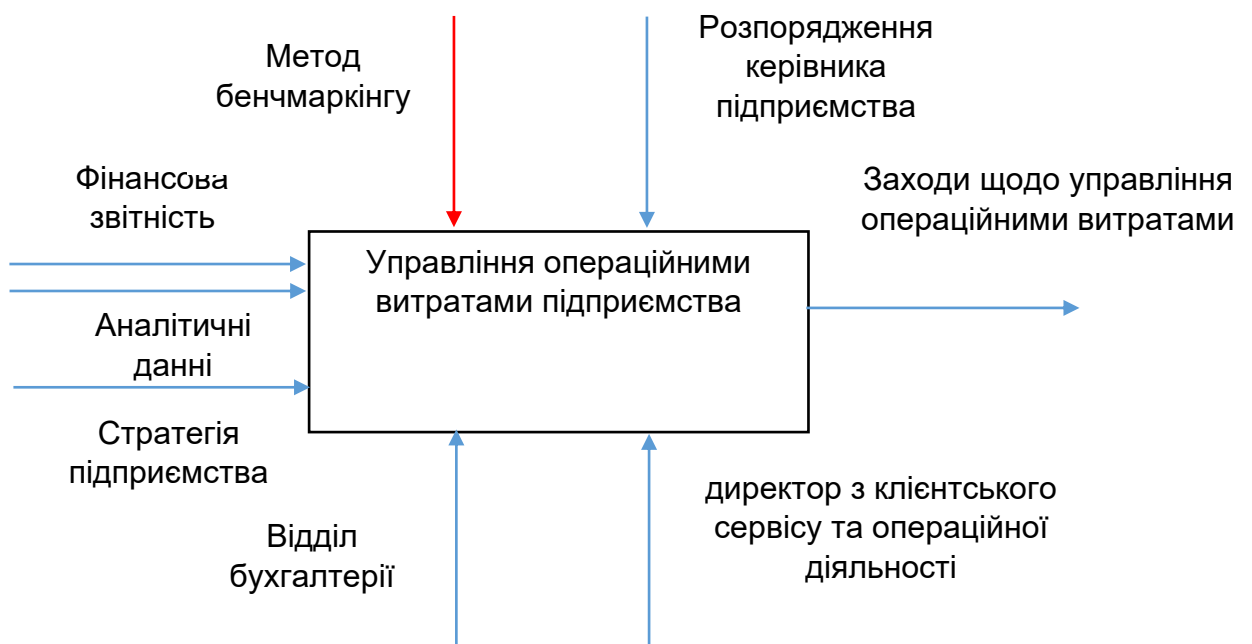 Метод
бенчмаркінгу
Розпорядження
керівника
підприємства
Фінансова
звітність
Заходи щодо управління
операційними витратами
Управління операційними
витратами підприємства
Аналітичні
данні
Стратегія
підприємства
Відділ
бухгалтерії
директор з клієнтського
сервісу та операційної
діяльності